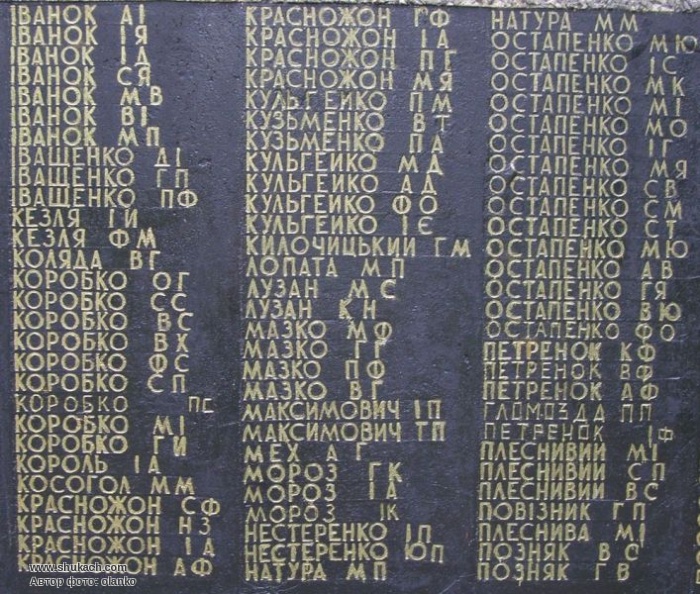 ІВАНОК АІ
ІВАНОК ІЯ
ІВАНОК ІД
ІВАНОК СЯ
ІВАНОК МВ
ІВАНОК ВІ
ІВАНОК МП
ІВАЩЕНКО ДІ
ІВАЩЕНКО ГП
ІВАЩЕНКО ПФ
КЕЗЛЯ ІИ
КЕЗЛЯ ФМ
КОЛЯДА ВГ
КОРОБКО ОГ
КОРОБКО СС
КОРОБКО ВС
КОРОБКО ВХ
КОРОБКО ФС
КОРОБКО СП
КОРОБКО ПС
КОРОБКО МІ
КОРОБКО ГИ
КОРОЛЬ ІА
КОСОГОЛ ММ
КРАСНОЖОН СФ
КРАСНОЖОН НЗ
КРАСНОЖОН ІА
КРАСНОЖОН АФ
КРАСНОЖОН ГФ
КРАСНОЖОН ІА
КРАСНОЖОН ПГ
КРАСНОЖОН МЯ
КУЛЬГЕЙКО ПМ
КУЗЬМЕНКО ВТ
КУЗЬМЕНКО ПА
КУЛЬГЕЙКО МД
КУЛЬГЕЙКО АД
КУЛЬГЕЙКО ФО
КУЛЬГЕЙКО ІЄ
КИЛОЧИЦЬКИЙ ГМ
ЛОПАТА МП
ЛУЗАН МС
ЛУЗАН КН
МАЗКО МФ
МАЗКО ГГ
МАЗКО ПФ
МАЗКО ВГ
МАКСИМОВИЧ ІП
МАКСИМОВИЧ ТП
МЕХ АГ
МОРОЗ ГК
МОРОЗ ІА
МОРОЗ ІК
НЕСТЕРЕНКО ІП
НЕСТЕРЕНКО ЮП
НАТУРА МП
НАТУРА ММ
ОСТАПЕНКО МЮ
ОСТАПЕНКО ІС
ОСТАПЕНКО МК
ОСТАПЕНКО МІ
ОСТАПЕНКО МО
ОСТАПЕНКО ІГ
ОСТАПЕНКО МЯ
ОСТАПЕНКО СВ
ОСТАПЕНКО СМ
ОСТАПЕНКО СТ
ОСТАПЕНКО МЮ
ОСТАПЕНКО АВ
ОСТАПЕНКО ГЯ
ОСТАПЕНКО ВЮ
ОСТАПЕНКО ФО
ПЕТРЕНОК КФ
ПЕТРЕНОК ВФ
ПЕТРЕНОК АФ
ГЛОМОЗДА ПП
ПЕТРЕНОК ІФ
ПЛЕСНИВИЙ МІ
ПЛЕСНИВИЙ СП
ПЛЕСНИВИЙ ВС
ПОВІЗНИК ГП
ПЛЕСНИВА МІ
ПОЗНЯК ВС
ПОЗНЯК ГВ
www.shukach.com
Автор фото: olanko